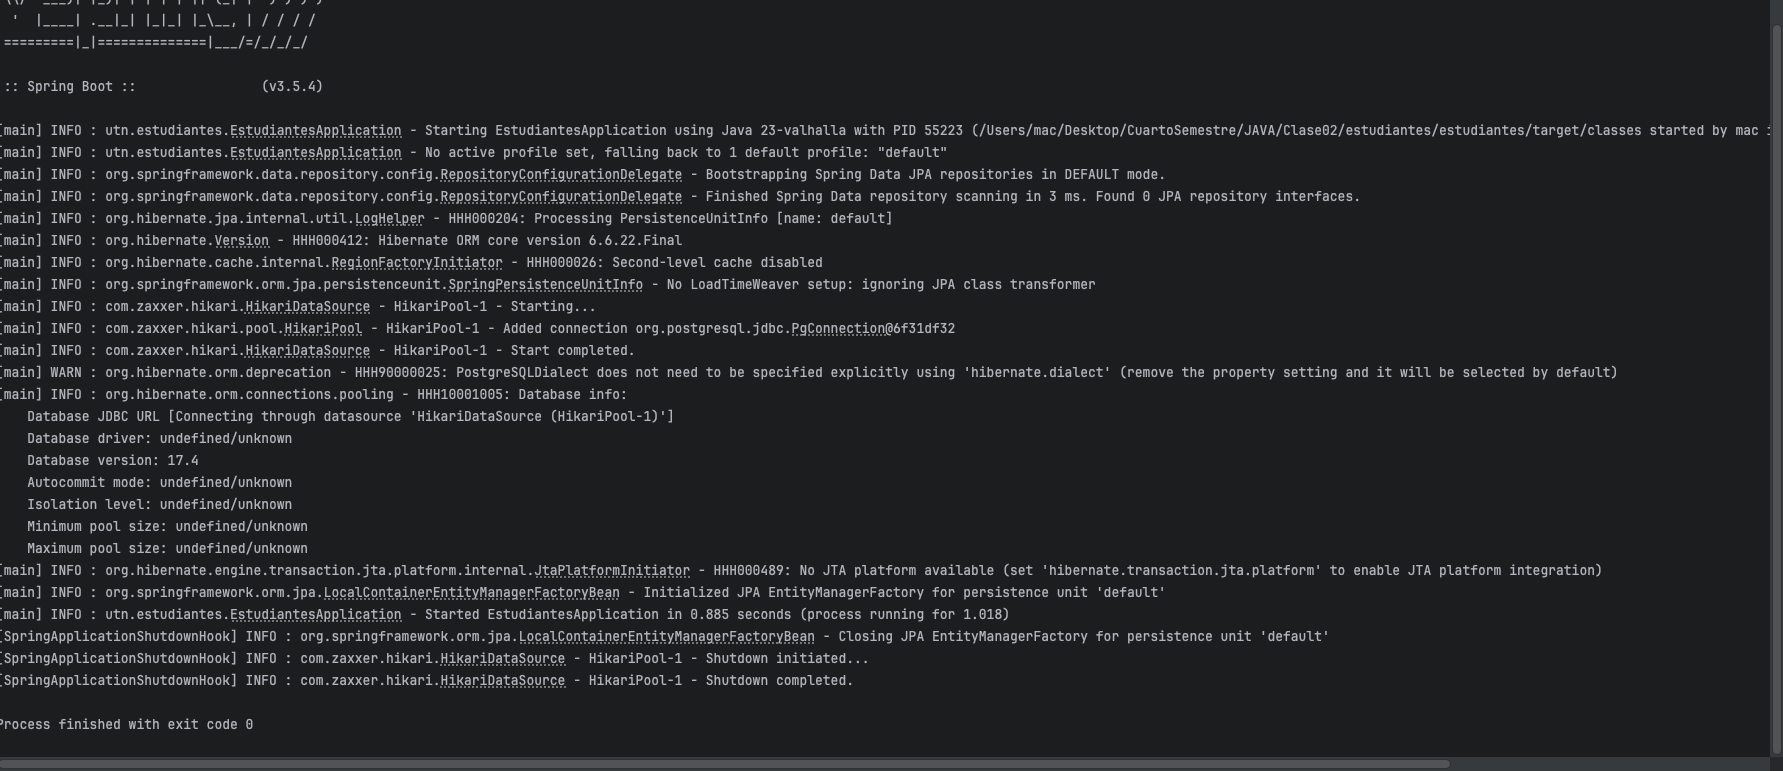 '  |____| .__|_| |_|_| |_\__, | / / / /
=========|_|==============|___/=/_/_/_/
:: Spring Boot ::                (v3.5.4)
[main] INFO : utn.estudiantes.EstudiantesApplication - Starting EstudiantesApplication using Java 23-valhalla with PID 55223 (/Users/mac/Desktop/CuartoSemestre/JAVA/Clase02/estudiantes/estudiantes/target/classes started by mac i
[main] INFO : utn.estudiantes.EstudiantesApplication - No active profile set, falling back to 1 default profile: "default"
[main] INFO : org.springframework.data.repository.config.RepositoryConfigurationDelegate - Bootstrapping Spring Data JPA repositories in DEFAULT mode.
[main] INFO : org.springframework.data.repository.config.RepositoryConfigurationDelegate - Finished Spring Data repository scanning in 3 ms. Found 0 JPA repository interfaces.
[main] INFO : org.hibernate.jpa.internal.util.LogHelper - HHH000204: Processing PersistenceUnitInfo [name: default]
[main] INFO : org.hibernate.Version - HHH000412: Hibernate ORM core version 6.6.22.Final
[main] INFO : org.hibernate.cache.internal.RegionFactoryInitiator - HHH000026: Second-level cache disabled
[main] INFO : org.springframework.orm.jpa.persistenceunit.SpringPersistenceUnitInfo - No LoadTimeWeaver setup: ignoring JPA class transformer
[main] INFO : com.zaxxer.hikari.HikariDataSource - HikariPool-1 - Starting...
[main] INFO : com.zaxxer.hikari.pool.HikariPool - HikariPool-1 - Added connection org.postgresql.jdbc.PgConnection@6f31df32
[main] INFO : com.zaxxer.hikari.HikariDataSource - HikariPool-1 - Start completed.
[main] WARN : org.hibernate.orm.deprecation - HHH90000025: PostgreSQLDialect does not need to be specified explicitly using 'hibernate.dialect' (remove the property setting and it will be selected by default)
[main] INFO : org.hibernate.orm.connections.pooling - HHH10001005: Database info:
Database JDBC URL [Connecting through datasource 'HikariDataSource (HikariPool-1)']
Database driver: undefined/unknown
Database version: 17.4
Autocommit mode: undefined/unknown
Isolation level: undefined/unknown
Minimum pool size: undefined/unknown
Maximum pool size: undefined/unknown
[main] INFO : org.hibernate.engine.transaction.jta.platform.internal.JtaPlatformInitiator - HHH000489: No JTA platform available (set 'hibernate.transaction.jta.platform' to enable JTA platform integration)
[main] INFO : org.springframework.orm.jpa.LocalContainerEntityManagerFactoryBean - Initialized JPA EntityManagerFactory for persistence unit 'default'
[main] INFO : utn.estudiantes.EstudiantesApplication - Started EstudiantesApplication in 0.885 seconds (process running for 1.018)
[SpringApplicationShutdownHook] INFO : org.springframework.orm.jpa.LocalContainerEntityManagerFactoryBean - Closing JPA EntityManagerFactory for persistence unit 'default'
[SpringApplicationShutdownHook] INFO : com.zaxxer.hikari.HikariDataSource - HikariPool-1 - Shutdown initiated...
[SpringApplicationShutdownHook] INFO : com.zaxxer.hikari.HikariDataSource - HikariPool-1 - Shutdown completed.
Process finished with exit code 0